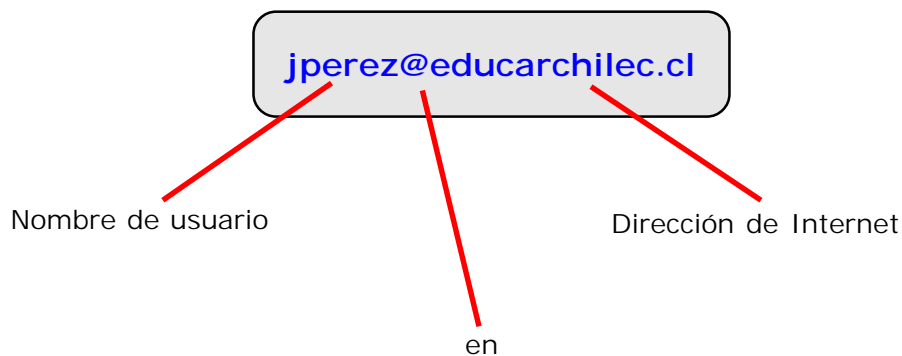 jperez@educarchilec.cl
Nombre de usuario
Dirección de Internet
en